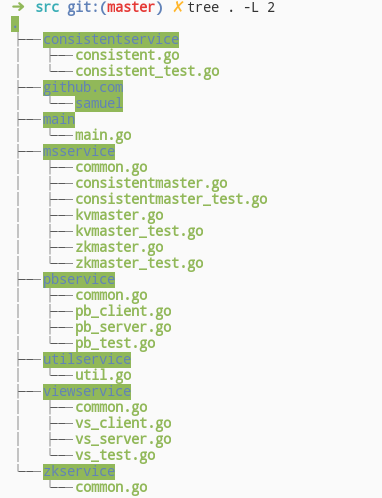 ➜ src git:(master) ✗ tree . -L 2
.
├── consistentservice
│   ├── consistent.go
│   └── consistent_test.go
├── github.com
│   └── samuel
├── main
│   └── main.go
├── msservice
│   ├── common.go
│   ├── consistentmaster.go
│   ├── consistentmaster_test.go
│   ├── kvmaster.go
│   ├── kvmaster_test.go
│   ├── zkmaster.go
│   └── zkmaster_test.go
├── pbservice
│   ├── common.go
│   ├── pb_client.go
│   ├── pb_server.go
│   └── pb_test.go
├── utilservice
│   └── util.go
├── viewservice
│   ├── common.go
│   ├── vs_client.go
│   ├── vs_server.go
│   └── vs_test.go
└── zkservice
    └── common.go